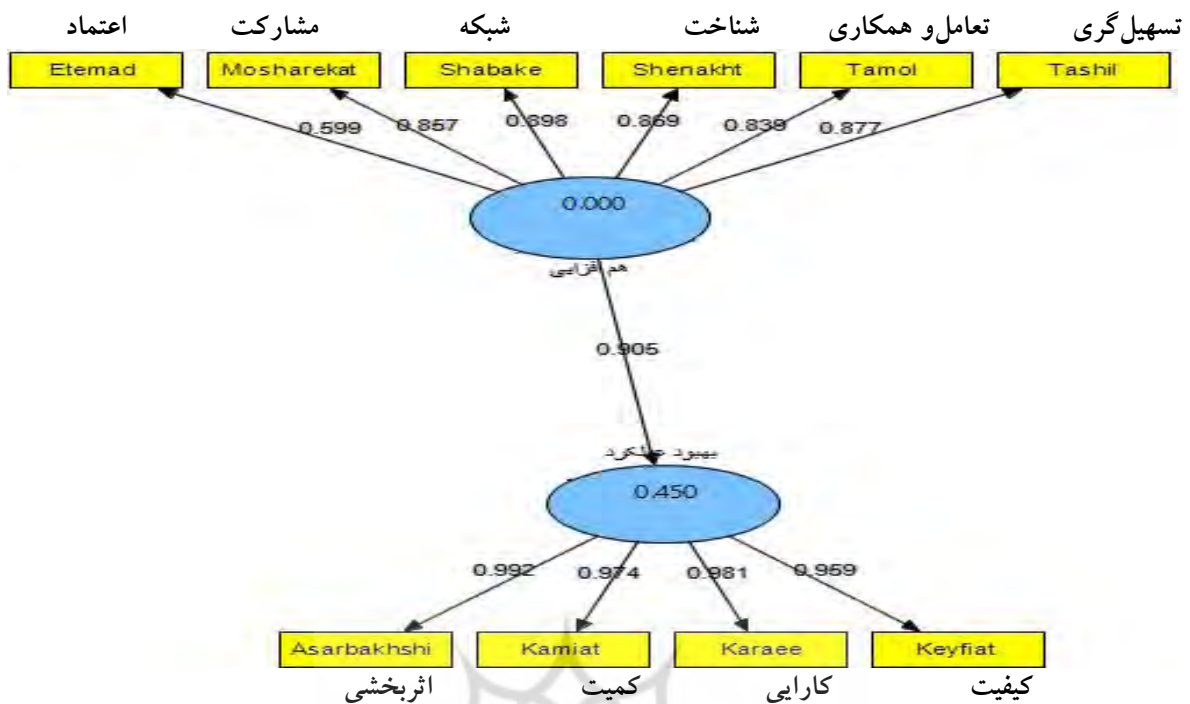 اعتماد مشارکت شبکه شناخت تعامل و همکاری تسهیل‌گری
Etemad Mosharekat Shabake Shenakht Tamol Tashil
0.599 0.857 0.898 0.869 0.839 0.877
0.000
هم افزایی
0.905
بهبود عملکرد
0.450
0.992 0.974 0.981 0.959
Asarbakhshi Kamiat Karaee Keyfiat
اثربخشی کمیت کارایی کیفیت